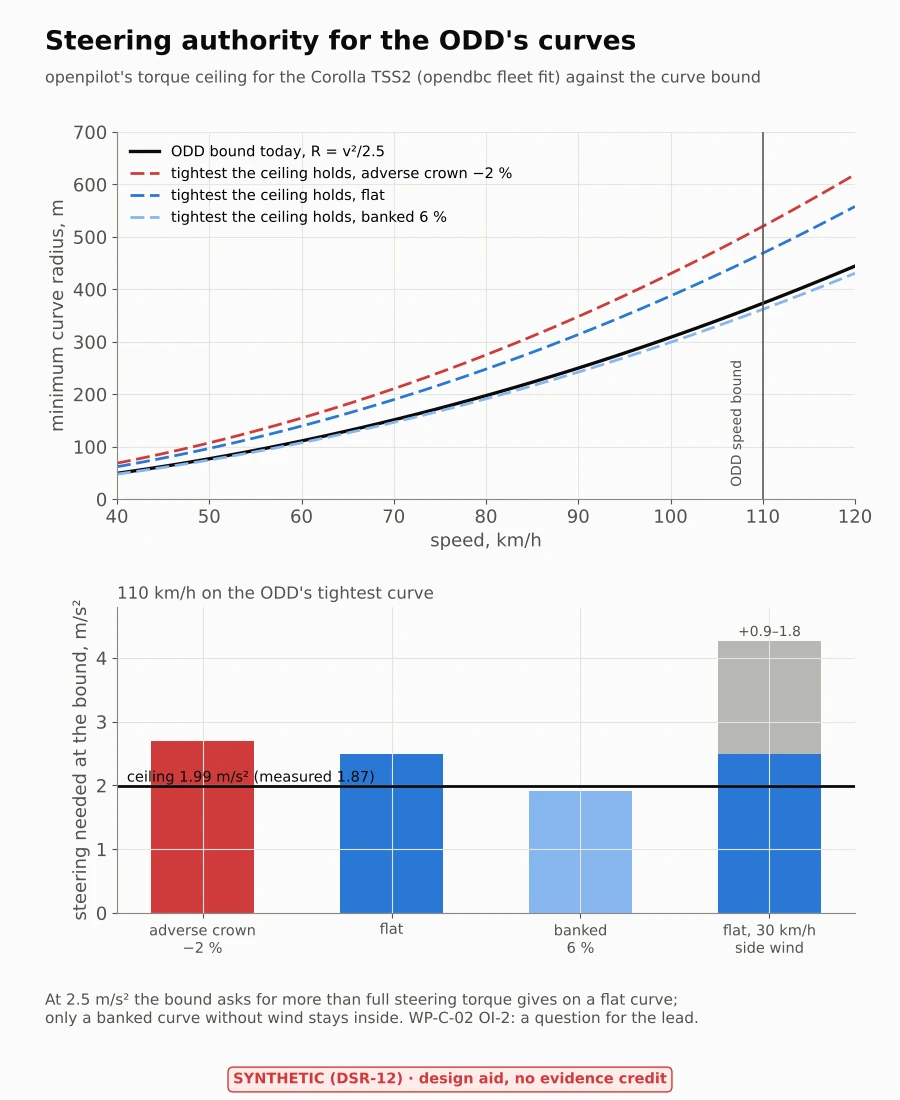 Steering authority for the ODD's curves
openpilot's torque ceiling for the Corolla TSS2 (opendbc fleet fit) against the curve bound
minimum curve radius, m
700
600
500
400
300
200
100
0
ODD bound today, R = v²/2.5
tightest the ceiling holds, adverse crown −2 %
tightest the ceiling holds, flat
tightest the ceiling holds, banked 6 %
ODD speed bound
40 50 60 70 80 90 100 110 120
speed, km/h
110 km/h on the ODD's tightest curve
steering needed at the bound, m/s²
4
3
2
1
0
+0.9–1.8
ceiling 1.99 m/s² (measured 1.87)
adverse crown
−2 %
flat
banked
6 %
flat, 30 km/h
side wind
At 2.5 m/s² the bound asks for more than full steering torque gives on a flat curve;
only a banked curve without wind stays inside. WP-C-02 OI-2: a question for the lead.
SYNTHETIC (DSR-12) · design aid, no evidence credit